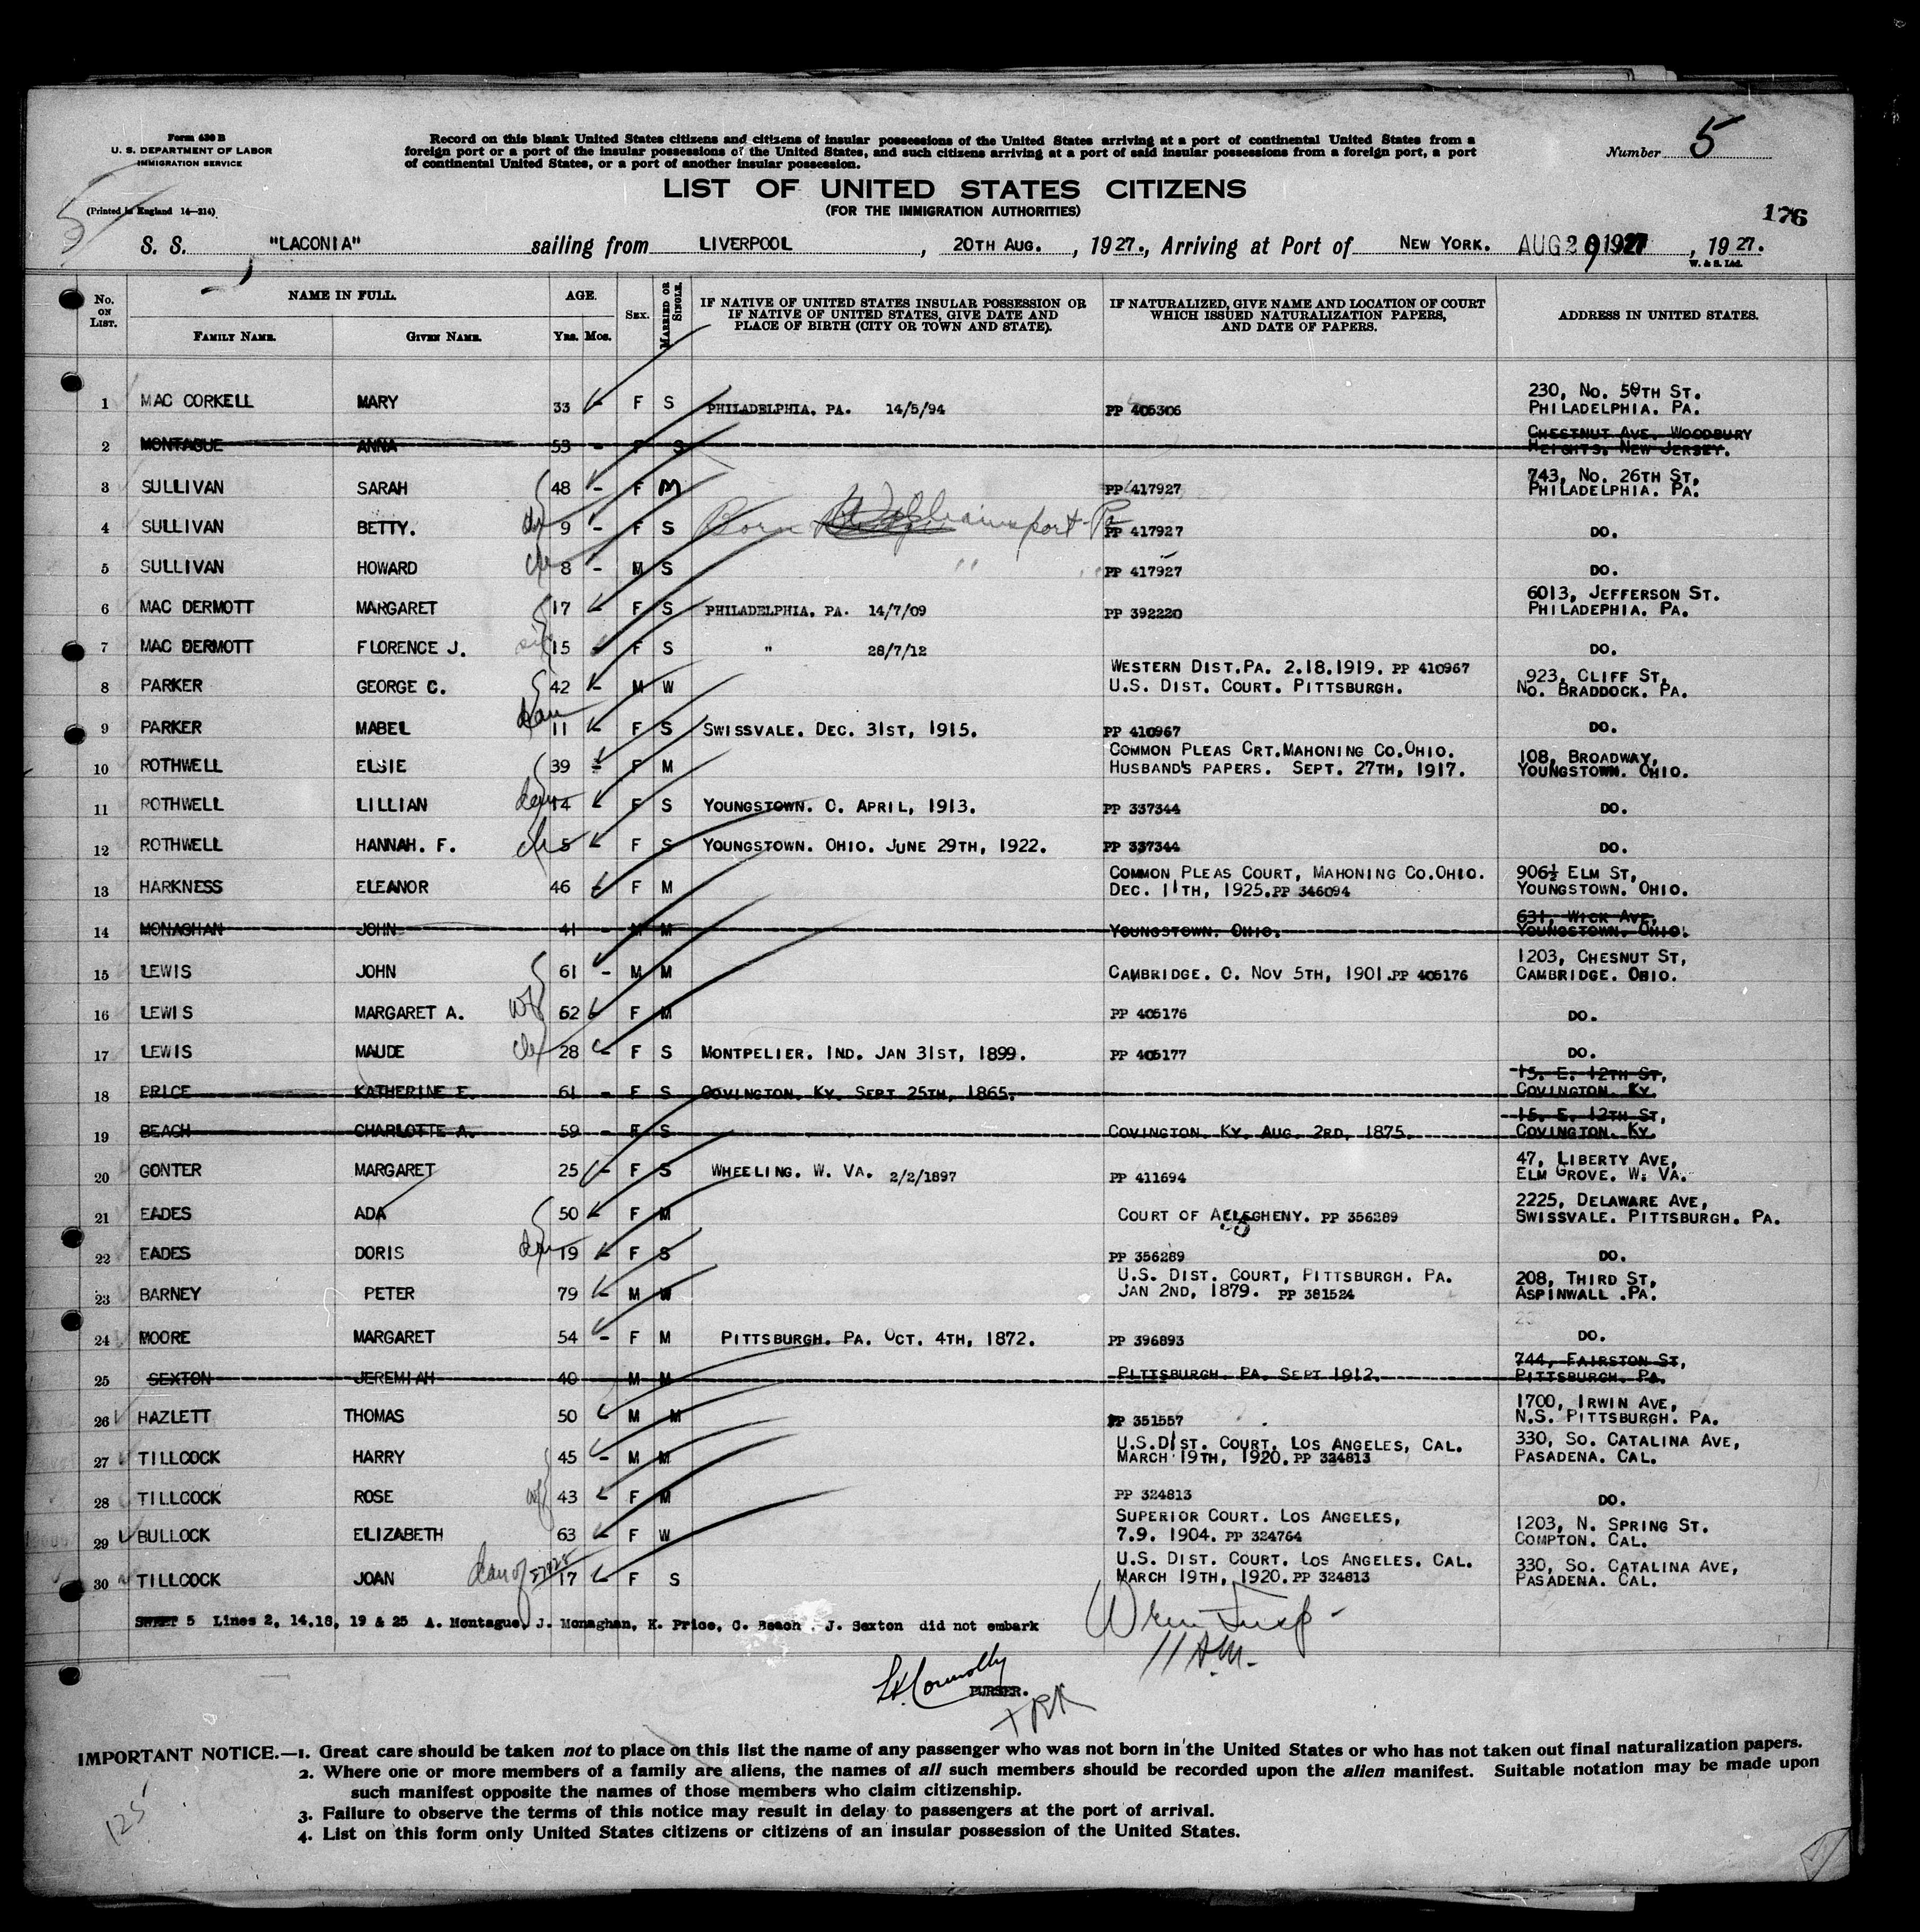 Form 630 B
U. S. DEPARTMENT OF LABOR
IMMIGRATION SERVICE
Record on this blank United States citizens and citizens of insular possessions of the United States arriving at a port of continental United States from a
foreign port or a port of the insular possessions of the United States, and such citizens arriving at a port of said insular possessions from a foreign port, a port
of continental United States, or a port of another insular possession.
Number 5
LIST OF UNITED STATES CITIZENS
(FOR THE IMMIGRATION AUTHORITIES)
(Printed in England 14—214)
5
176
S. S. "LACONIA" sailing from LIVERPOOL, 20TH AUG., 1927., Arriving at Port of NEW YORK. AUG 29 1927, 1927.
W. & S. Ltd.
No. ON LIST. NAME IN FULL. AGE. SEX. MARRIED OR SINGLE. IF NATIVE OF UNITED STATES INSULAR POSSESSION OR IF NATIVE OF UNITED STATES, GIVE DATE AND PLACE OF BIRTH (CITY OR TOWN AND STATE). IF NATURALIZED, GIVE NAME AND LOCATION OF COURT WHICH ISSUED NATURALIZATION PAPERS, AND DATE OF PAPERS. ADDRESS IN UNITED STATES.
FAMILY NAME. GIVEN NAME. Yrs. Mos.
1 MAC CORKELL MARY 33 - F S PHILADELPHIA. PA. 14/5/94 PP 405306 230, NO. 59TH ST. PHILADELPHIA. PA.
2 MONTAGUE ANNA 53 - F S CHESTNUT AVE. WOODBURY HEIGHTS. NEW JERSEY.
3 SULLIVAN SARAH 48 - F M PP 417927 743, NO. 26TH ST, PHILADELPHIA. PA.
4 SULLIVAN BETTY. 9 - F S Born Williamsport Pa PP 417927 DO.
5 SULLIVAN HOWARD 8 - M S " " PP 417927 DO.
6 MAC DERMOTT MARGARET 17 - F S PHILADELPHIA. PA. 14/7/09 PP 392220 6013, JEFFERSON ST. PHILADEPHIA. PA.
7 MAC DERMOTT FLORENCE J. 15 - F S " 28/7/12 DO.
8 PARKER GEORGE C. 42 - M W WESTERN DIST.PA. 2.18.1919. PP 410967 U.S. DIST. COURT. PITTSBURGH. 923, CLIFF ST, NO. BRADDOCK. PA.
9 PARKER MABEL dau 11 - F S SWISSVALE. DEC. 31ST, 1915. PP 410967 DO.
10 ROTHWELL ELSIE 39 - F M COMMON PLEAS CRT.MAHONING CO.OHIO. HUSBANDS PAPERS. SEPT. 27TH, 1917. 108, BROADWAY, YOUNGSTOWN. OHIO.
11 ROTHWELL LILLIAN dau 14 - F S YOUNGSTOWN. O. APRIL, 1913. PP 337344 DO.
12 ROTHWELL HANNAH. F. ch 5 - F S YOUNGSTOWN. OHIO. JUNE 29TH, 1922. PP 337344 DO.
13 HARKNESS ELEANOR 46 - F M COMMON PLEAS COURT, MAHONING CO.OHIO. DEC. 11TH, 1925.PP 346094 906½ ELM ST, YOUNGSTOWN. OHIO.
14 MONAGHAN JOHN 41 - M M YOUNGSTOWN. OHIO. 631, WICK AVE, YOUNGSTOWN. OHIO.
15 LEWIS JOHN 61 - M M CAMBRIDGE. O. NOV 5TH, 1901.PP 405176 1203, CHESNUT ST, CAMBRIDGE. OHIO.
16 LEWIS MARGARET A. wf 62 - F M PP 405176 DO.
17 LEWIS MAUDE ch 28 - F S MONTPELIER. IND. JAN 31ST, 1899. PP 405177 DO.
18 PRICE KATHERINE E. 61 - F S COVINGTON. KY. SEPT 25TH, 1865. 15. E. 12TH ST, COVINGTON. KY.
19 BEACH CHARLOTTE A. 59 - F S COVINGTON. KY. AUG. 2RD, 1875. 15. E. 12TH ST, COVINGTON. KY.
20 GONTER MARGARET 25 - F S WHEELING. W. VA. 2/2/1897 PP 411694 47, LIBERTY AVE, ELM GROVE. W. VA.
21 EADES ADA 50 - F M COURT OF ALLEGHENY. PP 356289 2225, DELAWARE AVE, SWISSVALE. PITTSBURGH. PA.
22 EADES DORIS dau 19 - F S PP 356289 DO.
23 BARNEY PETER 79 - M W U.S. DIST. COURT, PITTSBURGH. PA. JAN 2ND, 1879. PP 381524 208, THIRD ST, ASPINWALL .PA.
24 MOORE MARGARET 54 - F M PITTSBURGH. PA. OCT. 4TH, 1872. PP 396893 DO.
25 SEXTON JEREMIAH 40 - M M PITTSBURGH. PA. SEPT 1912. 744, FAIRSTON ST, PITTSBURGH. PA.
26 HAZLETT THOMAS 50 - M M PP 351557 1700, IRWIN AVE, N.S. PITTSBURGH. PA.
27 TILLCOCK HARRY 45 - M M U.S.DIST. COURT. LOS ANGELES, CAL. MARCH 19TH, 1920. PP 324813 330, SO. CATALINA AVE, PASADENA. CAL.
28 TILLCOCK ROSE wf 43 - F M PP 324813 DO.
29 BULLOCK ELIZABETH 63 - F W SUPERIOR COURT. LOS ANGELES, 7.9. 1904. PP 324764 1203, N. SPRING ST. COMPTON. CAL.
30 TILLCOCK JOAN dau of 17 - F S U.S. DIST. COURT. LOS ANGELES. CAL. MARCH 19TH, 1920. PP 324813 330, SO. CATALINA AVE, PASADENA. CAL.
SHEET 5 Lines 2, 14,18, 19 & 25 A. Montague, J. Monaghan, K. Price, C. Beach, J. Sexton did not embark
11 A.M.
Connolly
PURSER.
IMPORTANT NOTICE.—1. Great care should be taken not to place on this list the name of any passenger who was not born in the United States or who has not taken out final naturalization papers.
2. Where one or more members of a family are aliens, the names of all such members should be recorded upon the alien manifest. Suitable notation may be made upon
such manifest opposite the names of those members who claim citizenship.
3. Failure to observe the terms of this notice may result in delay to passengers at the port of arrival.
4. List on this form only United States citizens or citizens of an insular possession of the United States.
125